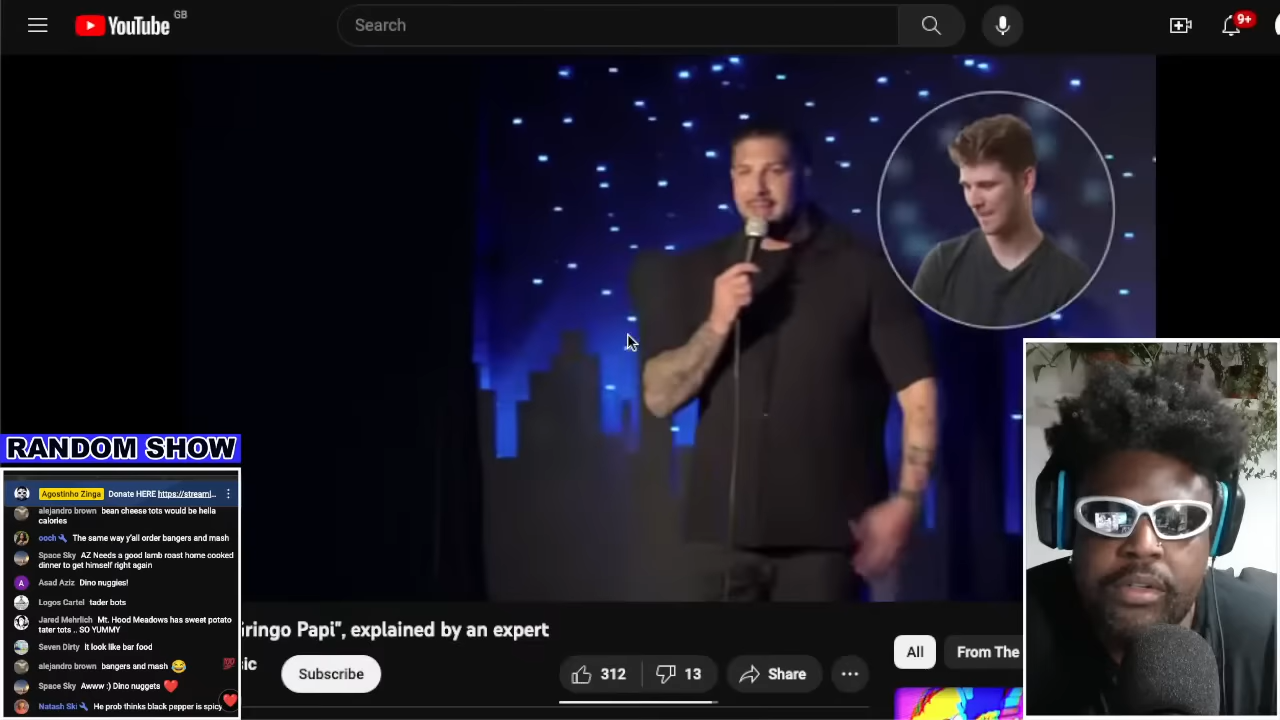 YouTube GB
Search
9+
RANDOM SHOW
Agostinho Zinga Donate HERE https://streaml...
alejandro brown bean cheese tots would be hella
calories
ooch The same way y'all order bangers and mash
Space Sky AZ Needs a good lamb roast home cooked
dinner to get himself right again
A
Asad Aziz Dino nuggies!
Logos Cartel tader bots
Jared Mehrlich Mt. Hood Meadows has sweet potato
tater tots .. SO YUMMY
Seven Dirty It look like bar food
alejandro brown bangers and mash 😂
💯
Space Sky Awww :) Dino nuggets ❤️
Natash Ski He prob thinks black pepper is spicy
Gringo Papi", explained by an expert
sic
Subscribe
312
13
Share
All
From The